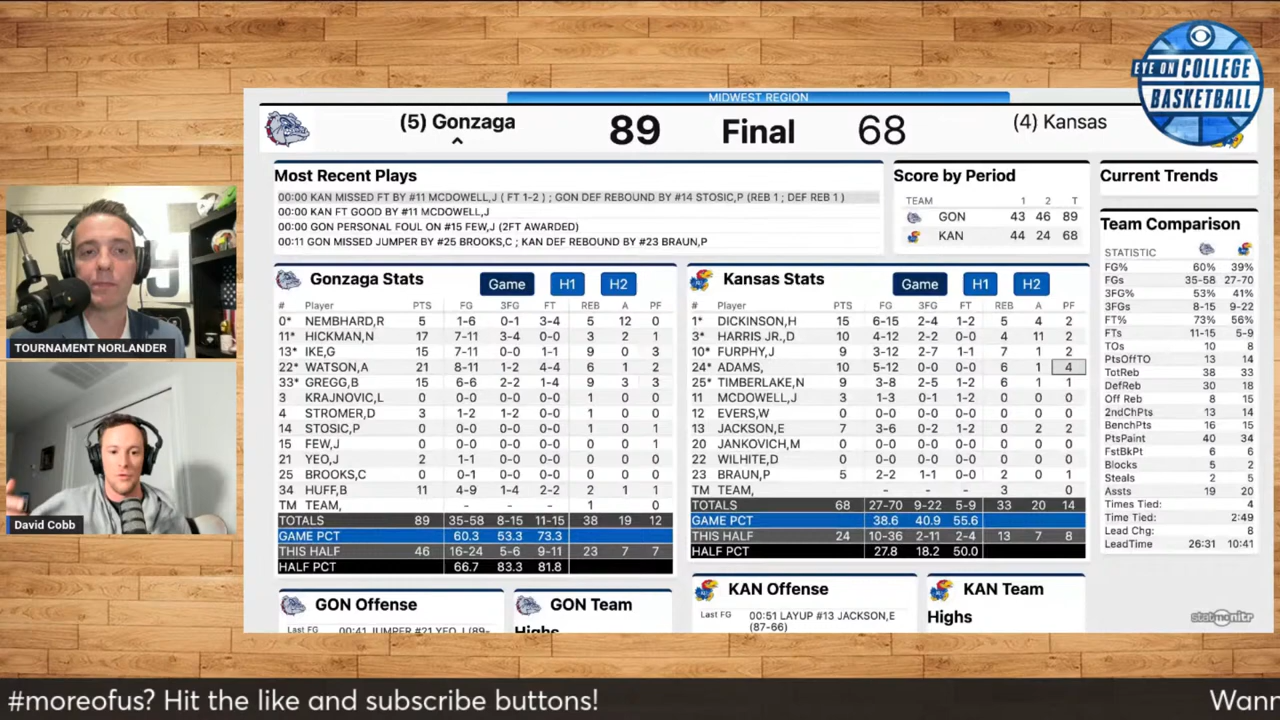 EYE ON COLLEGE
BASKETBALL
MIDWEST REGION
(5) Gonzaga 89 Final 68 (4) Kansas
Most Recent Plays
00:00 KAN MISSED FT BY #11 MCDOWELL,J ( FT 1-2 ) ; GON DEF REBOUND BY #14 STOSIC,P (REB 1 ; DEF REB 1 )
00:00 KAN FT GOOD BY #11 MCDOWELL,J
00:00 GON PERSONAL FOUL ON #15 FEW,J (2FT AWARDED)
00:11 GON MISSED JUMPER BY #25 BROOKS,C ; KAN DEF REBOUND BY #23 BRAUN,P
Score by Period
TEAM 1 2 T
GON 43 46 89
KAN 44 24 68
Current Trends
Team Comparison
STATISTIC
FG% 60% 39%
FGs 35-58 27-70
3FG% 53% 41%
3FGs 8-15 9-22
FT% 73% 56%
FTs 11-15 5-9
TOs 10 8
PtsOffTO 13 14
TotReb 38 33
DefReb 30 18
Off Reb 8 15
2ndChPts 13 14
BenchPts 16 15
PtsPaint 40 34
FstBkPt 6 6
Blocks 5 2
Steals 2 5
Assts 19 20
Times Tied: 4
Time Tied: 2:49
Lead Chg: 8
LeadTime 26:31 10:41
Gonzaga Stats Game H1 H2
# Player PTS FG 3FG FT REB A PF
0* NEMBHARD,R 5 1-6 0-1 3-4 5 12 0
11* HICKMAN,N 17 7-11 3-4 0-0 3 2 1
13* IKE,G 15 7-11 0-0 1-1 9 0 3
22* WATSON,A 21 8-11 1-2 4-4 6 1 2
33* GREGG,B 15 6-6 2-2 1-4 9 3 3
3 KRAJNOVIC,L 0 0-0 0-0 0-0 1 0 0
4 STROMER,D 3 1-2 1-2 0-0 1 0 0
14 STOSIC,P 0 0-0 0-0 0-0 1 0 1
15 FEW,J 0 0-0 0-0 0-0 0 0 1
21 YEO,J 2 1-1 0-0 0-0 0 0 0
25 BROOKS,C 0 0-1 0-0 0-0 0 0 0
34 HUFF,B 11 4-9 1-4 2-2 2 1 1
TM TEAM, - - - 1 0
TOTALS 89 35-58 8-15 11-15 38 19 12
GAME PCT 60.3 53.3 73.3
THIS HALF 46 16-24 5-6 9-11 23 7 7
HALF PCT 66.7 83.3 81.8
Kansas Stats Game H1 H2
# Player PTS FG 3FG FT REB A PF
1* DICKINSON,H 15 6-15 2-4 1-2 5 4 2
3* HARRIS JR.,D 10 4-12 2-2 0-0 4 11 2
10* FURPHY,J 9 3-12 2-7 1-1 7 1 2
24* ADAMS, 10 5-12 0-0 0-0 6 1 4
25* TIMBERLAKE,N 9 3-8 2-5 1-2 6 1 1
11 MCDOWELL,J 3 1-3 0-1 1-2 0 1 0
12 EVERS,W 0 0-0 0-0 0-0 0 0 0
13 JACKSON,E 7 3-6 0-2 1-2 0 2 2
20 JANKOVICH,M 0 0-0 0-0 0-0 0 0 0
22 WILHITE,D 0 0-0 0-0 0-0 0 0 0
23 BRAUN,P 5 2-2 1-1 0-0 2 0 1
TM TEAM, - - - 3 0
TOTALS 68 27-70 9-22 5-9 33 20 14
GAME PCT 38.6 40.9 55.6
THIS HALF 24 10-36 2-11 2-4 13 7 8
HALF PCT 27.8 18.2 50.0
GON Offense
Last FG 00:41 JUMPER #21 YEO,J (89-
GON Team
Highs
KAN Offense
Last FG 00:51 LAYUP #13 JACKSON,E
(87-66)
KAN Team
Highs
statmonitr
TOURNAMENT NORLANDER
David Cobb
#moreofus? Hit the like and subscribe buttons! Wann